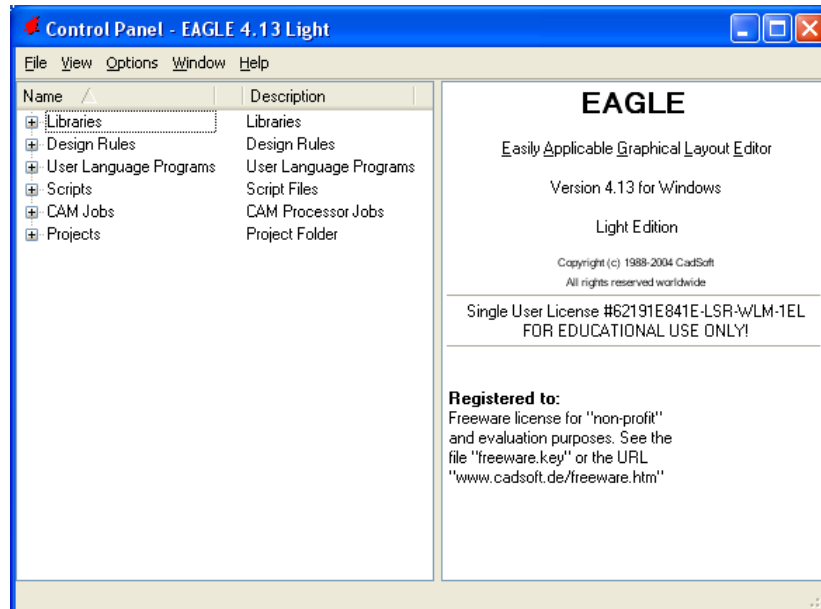 Control Panel - EAGLE 4.13 Light
File View Options Window Help
Name Description
Libraries Libraries
Design Rules Design Rules
User Language Programs User Language Programs
Scripts Script Files
CAM Jobs CAM Processor Jobs
Projects Project Folder
EAGLE
Easily Applicable Graphical Layout Editor
Version 4.13 for Windows
Light Edition
Copyright (c) 1988-2004 CadSoft
All rights reserved worldwide
Single User License #62191E841E-LSR-WLM-1EL
FOR EDUCATIONAL USE ONLY!
Registered to:
Freeware license for "non-profit"
and evaluation purposes. See the
file "freeware.key" or the URL
"www.cadsoft.de/freeware.htm"